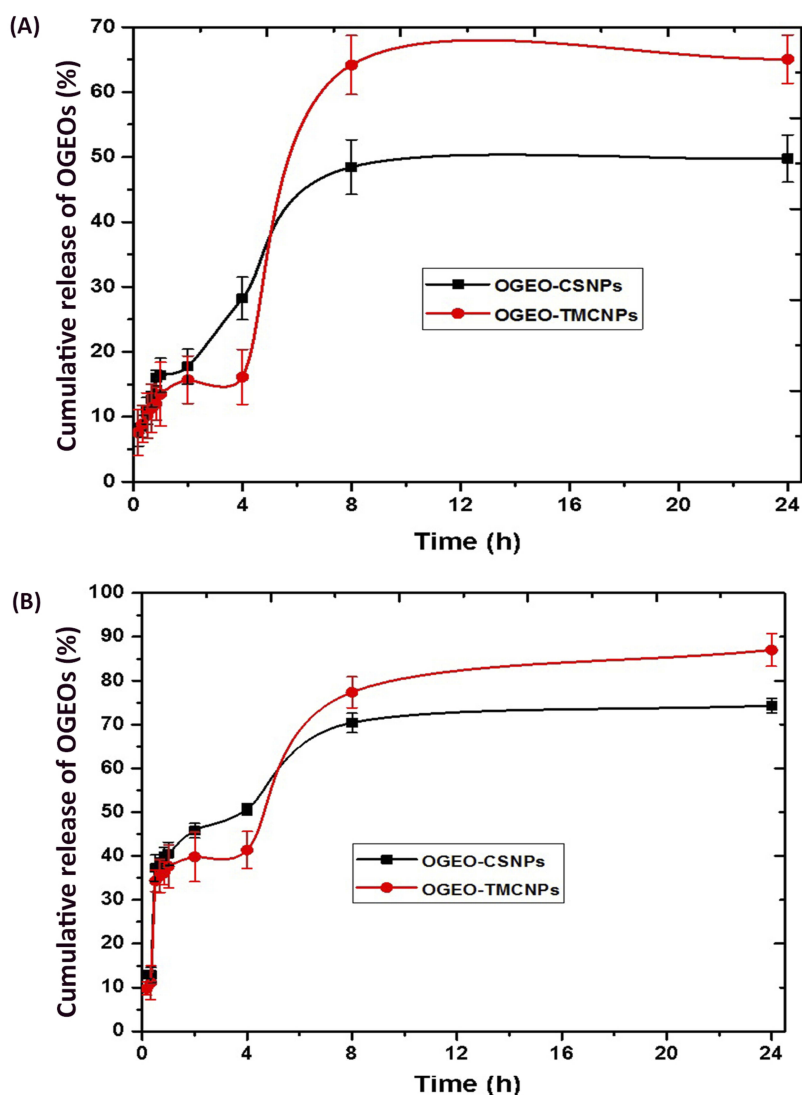 (A)
Cumulative release of OGEOs (%)
70
60
50
40
30
20
10
0
OGEO-CSNPs
OGEO-TMCNPs
0 4 8 12 16 20 24
Time (h)
(B)
Cumulative release of OGEOs (%)
100
90
80
70
60
50
40
30
20
10
0
OGEO-CSNPs
OGEO-TMCNPs
0 4 8 12 16 20 24
Time (h)